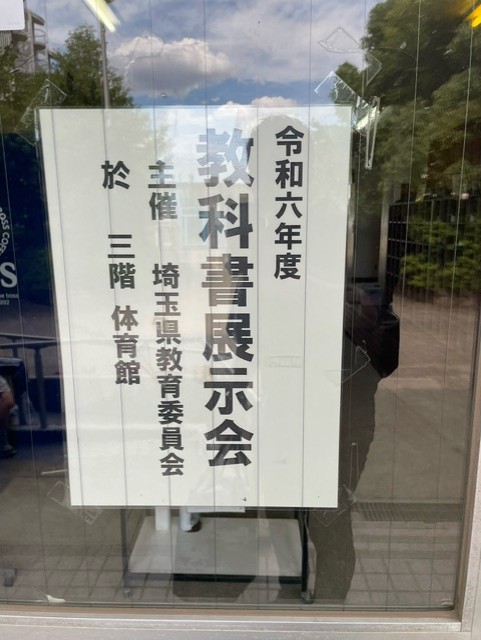 令和六年度
教科書展示会
主催 埼玉県教育委員会
於 三階 体育館